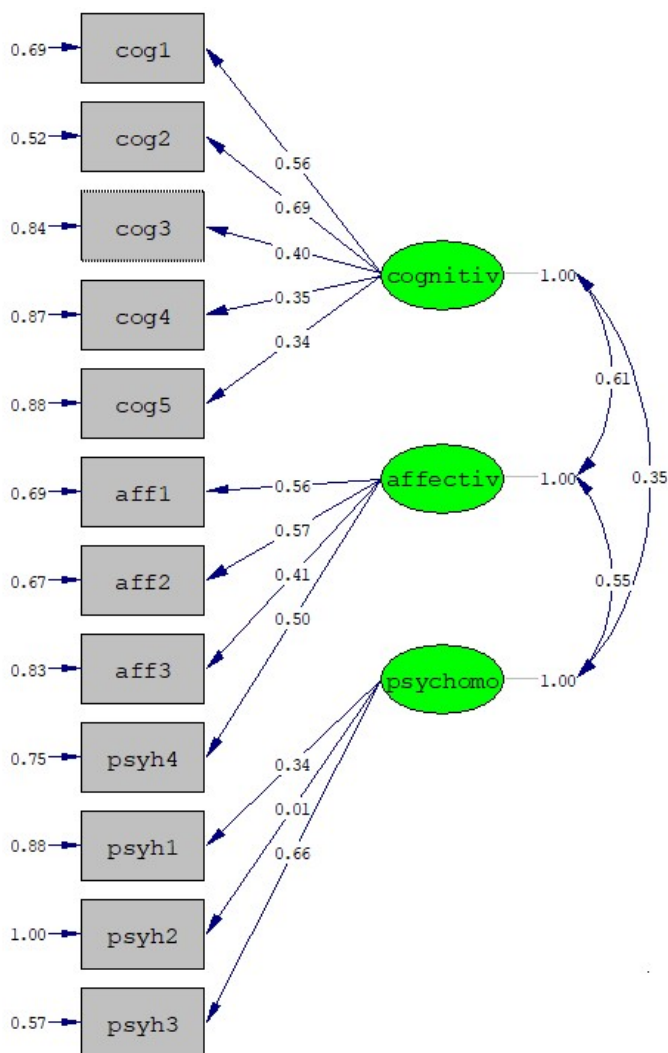 0.69 cog1
0.56
0.52 cog2
0.69
0.84 cog3
0.40
cognitiv 1.00
0.35
0.87 cog4
0.34
0.61
0.88 cog5
0.69 aff1
0.56
affectiv 1.00
0.35
0.57
0.67 aff2
0.41
0.55
0.50
0.83 aff3
psychomo 1.00
0.75 psyh4
0.34
0.01
0.88 psyh1
0.66
1.00 psyh2
0.57 psyh3